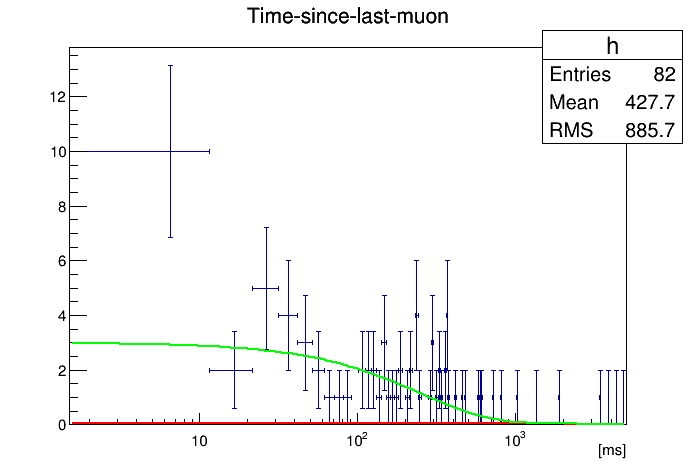 Time-since-last-muon
h
Entries 82
Mean 427.7
RMS 885.7
12
10
8
6
4
2
0
10 10² 10³
[ms]